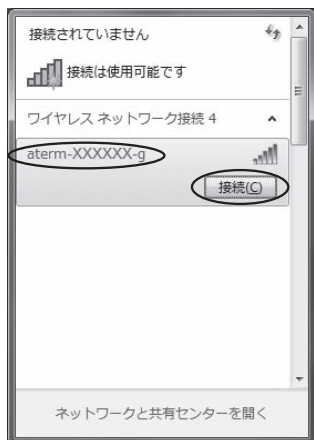 接続されていません
接続は使用可能です
ワイヤレス ネットワーク接続 4
aterm-XXXXXX-g
接続(C)
ネットワークと共有センターを開く